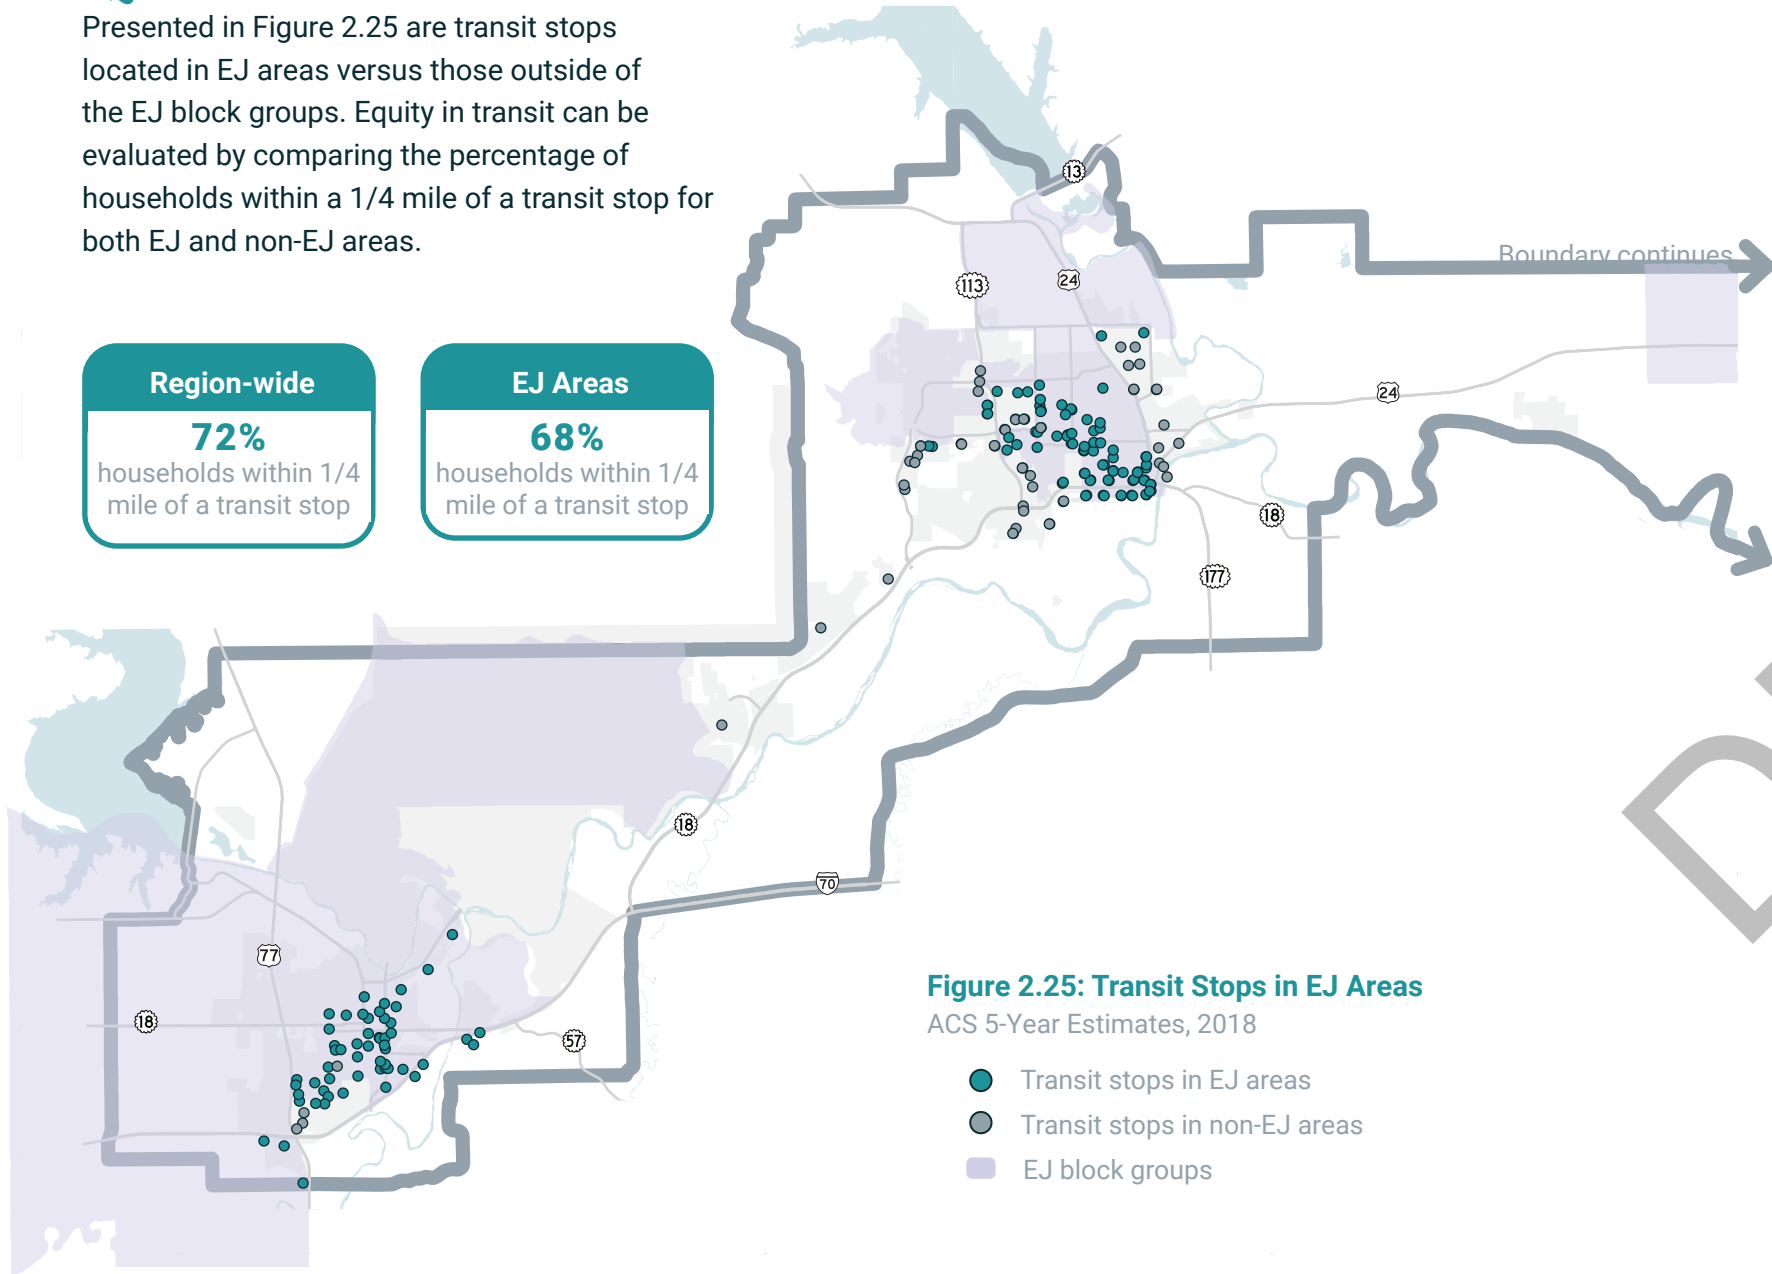 Presented in Figure 2.25 are transit stops
located in EJ areas versus those outside of
the EJ block groups. Equity in transit can be
evaluated by comparing the percentage of
households within a 1/4 mile of a transit stop for
both EJ and non-EJ areas.
Region-wide
72%
households within 1/4
mile of a transit stop
EJ Areas
68%
households within 1/4
mile of a transit stop
13
Boundary continues
113
24
24
18
177
18
70
77
18
57
Figure 2.25: Transit Stops in EJ Areas
ACS 5-Year Estimates, 2018
Transit stops in EJ areas
Transit stops in non-EJ areas
EJ block groups